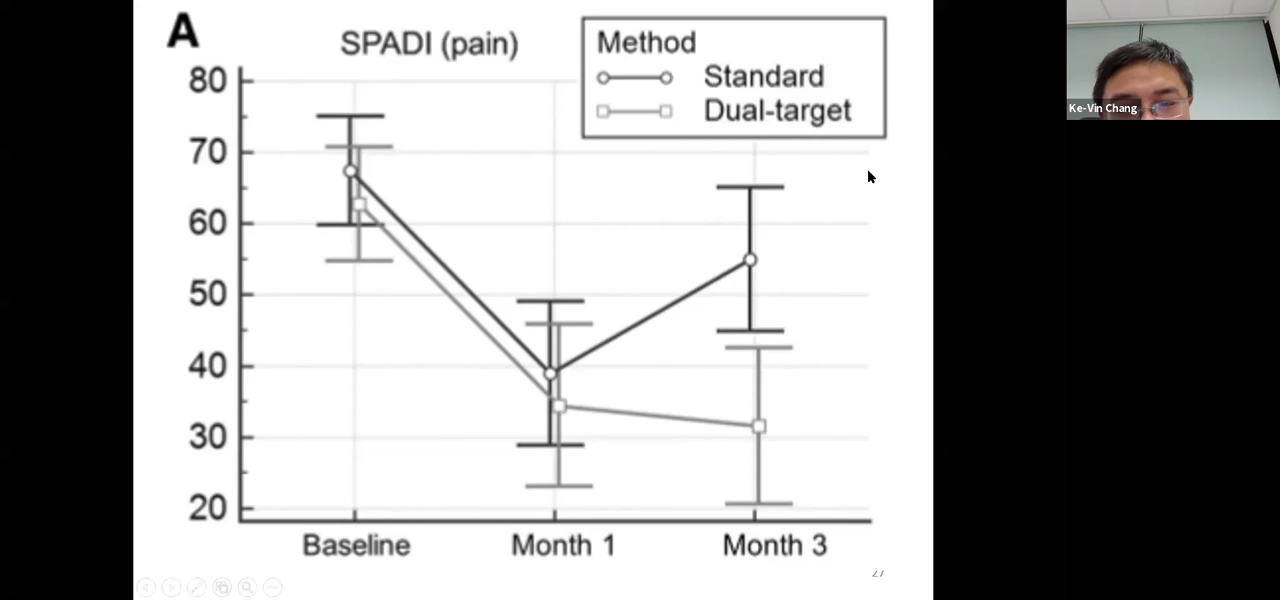 A
SPADI (pain)
Method
Standard
Dual-target
80
70
60
50
40
30
20
Baseline
Month 1
Month 3
Ke-Vin Chang